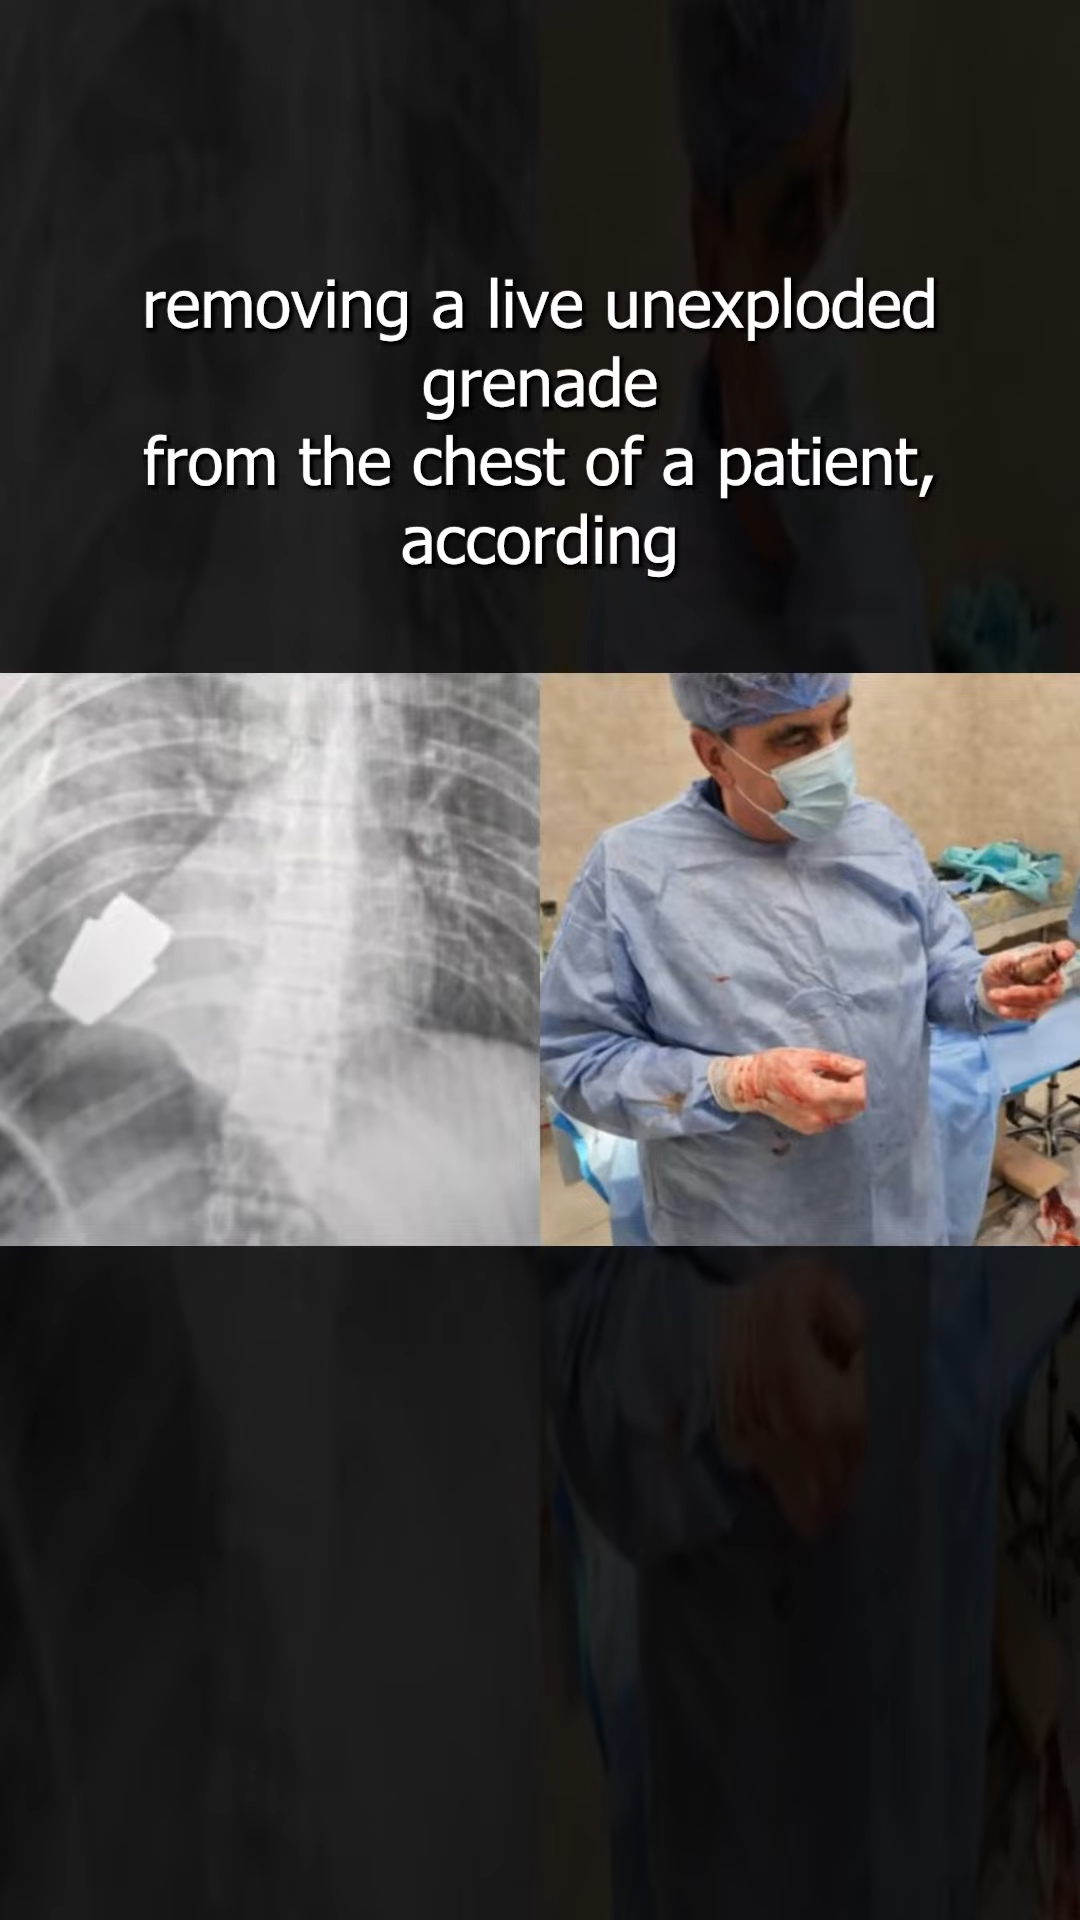 removing a live unexploded
grenade
from the chest of a patient,
according